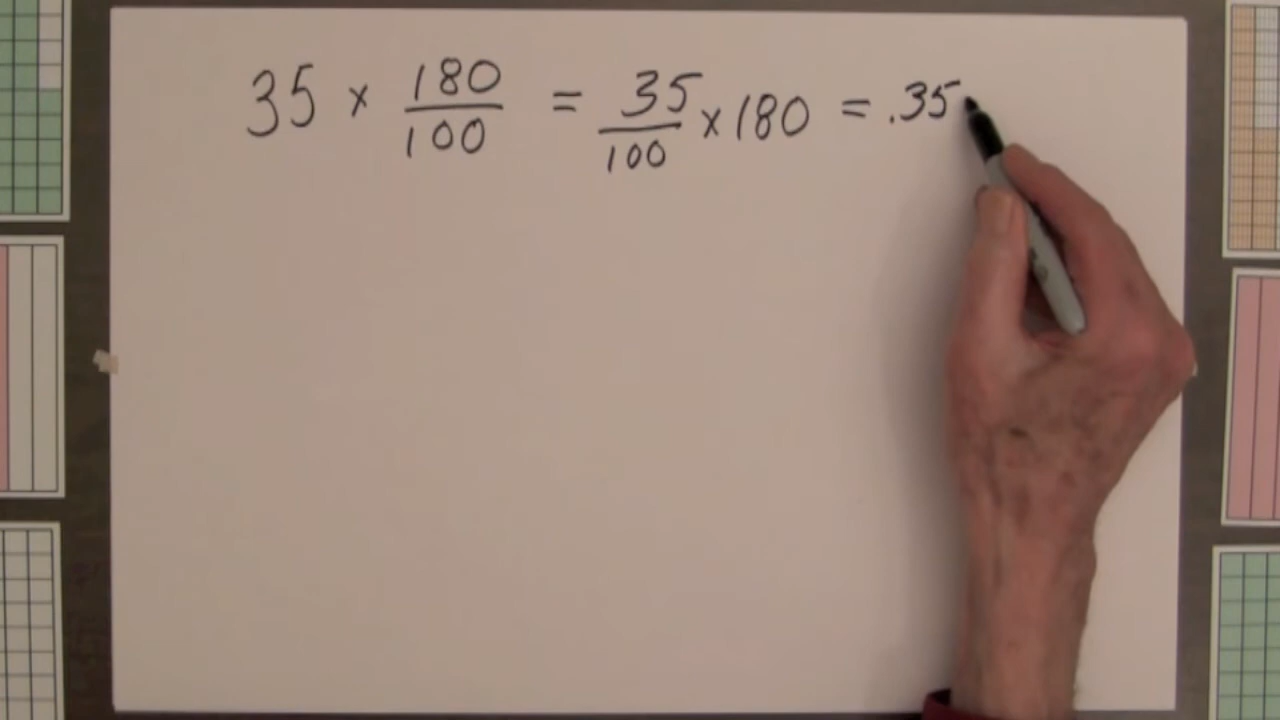 35 × 180/100 = 35/100 × 180 = .35